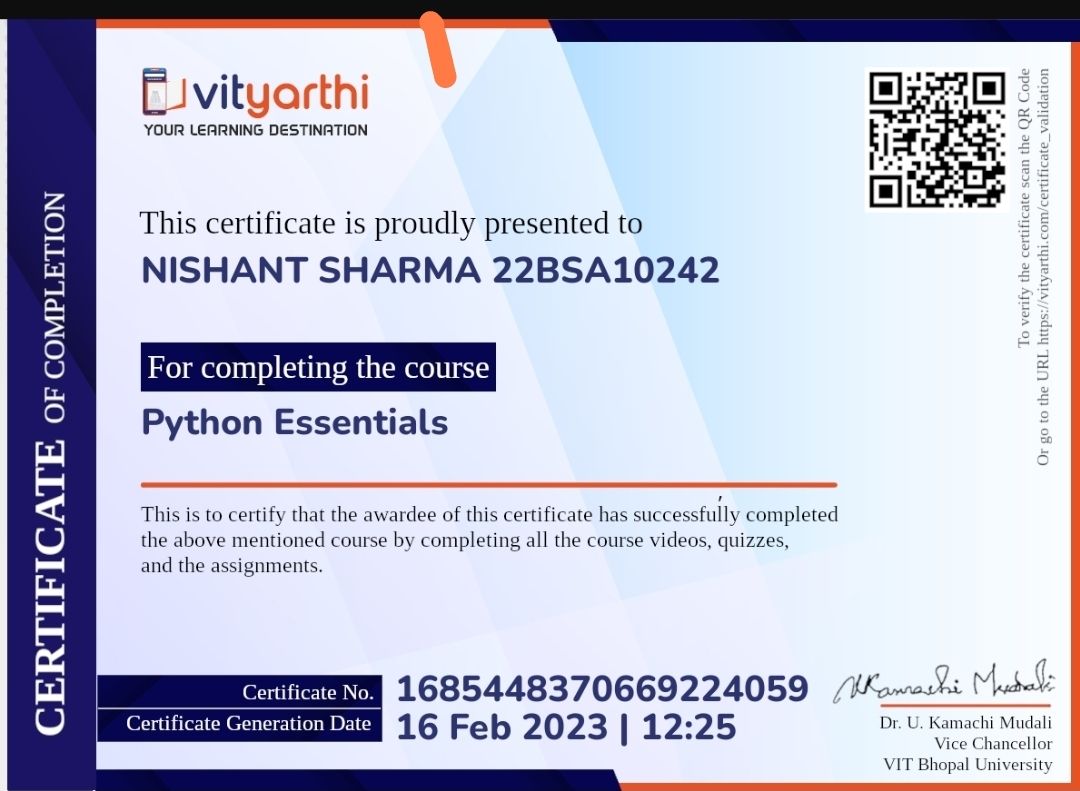 vityarthi
YOUR LEARNING DESTINATION
This certificate is proudly presented to
NISHANT SHARMA 22BSA10242
For completing the course
Python Essentials
This is to certify that the awardee of this certificate has successfully completed
the above mentioned course by completing all the course videos, quizzes,
and the assignments.
Certificate No. 1685448370669224059
Certificate Generation Date 16 Feb 2023 | 12:25
Dr. U. Kamachi Mudali
Vice Chancellor
VIT Bhopal University
CERTIFICATE OF COMPLETION
To verify the certificate scan the QR Code
Or go to the URL https://vityarthi.com/certificate_validation